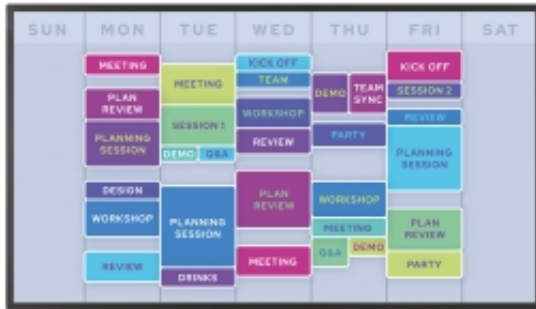 SUN MON TUE WED THU FRI SAT
MEETING
PLAN
REVIEW
PLANNING
SESSION
DESIGN
WORKSHOP
REVIEW
MEETING
SESSION 1
DEMO Q&A
PLANNING
SESSION
DRINKS
KICK OFF
TEAM
WORKSHOP
REVIEW
PLAN
REVIEW
MEETING
DEMO
TEAM
SYNC
PARTY
WORKSHOP
MEETING
Q&A
DEMO
KICK OFF
SESSION 2
REVIEW
PLANNING
SESSION
PLAN
REVIEW
PARTY